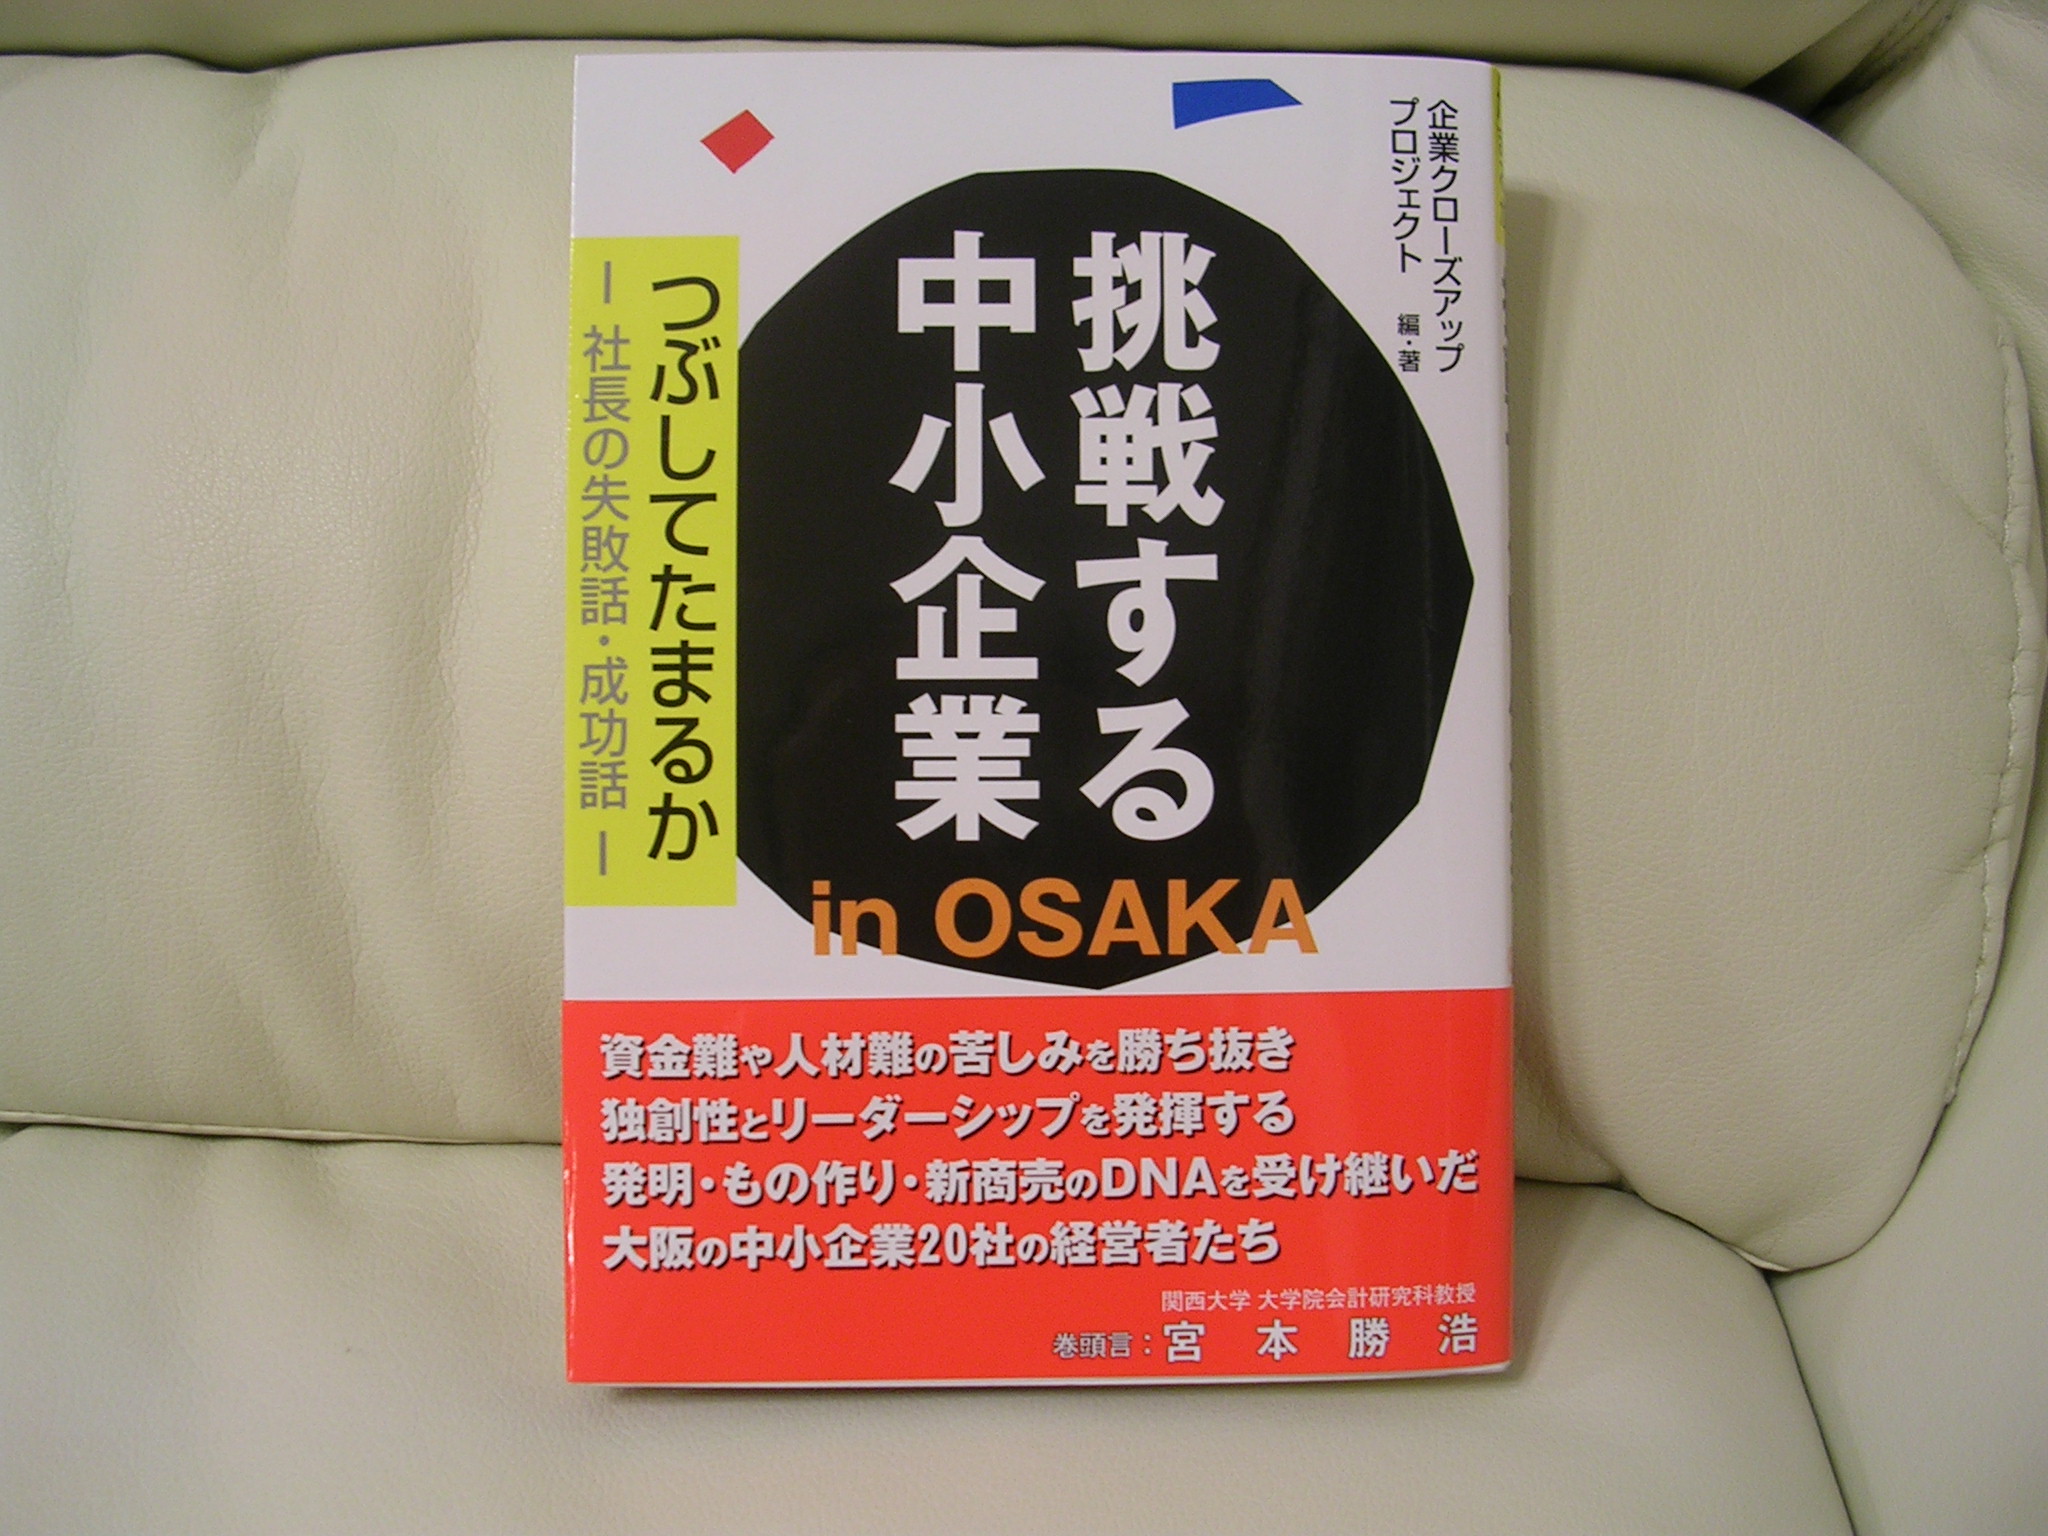 企業クローズアップ
プロジェクト 編・著
挑戦する
中小企業
in OSAKA
つぶしてたまるか
－社長の失敗話・成功話－
資金難や人材難の苦しみを勝ち抜き
独創性とリーダーシップを発揮する
発明・もの作り・新商売のDNAを受け継いだ
大阪の中小企業20社の経営者たち
関西大学 大学院会計研究科教授
巻頭言：宮本勝浩